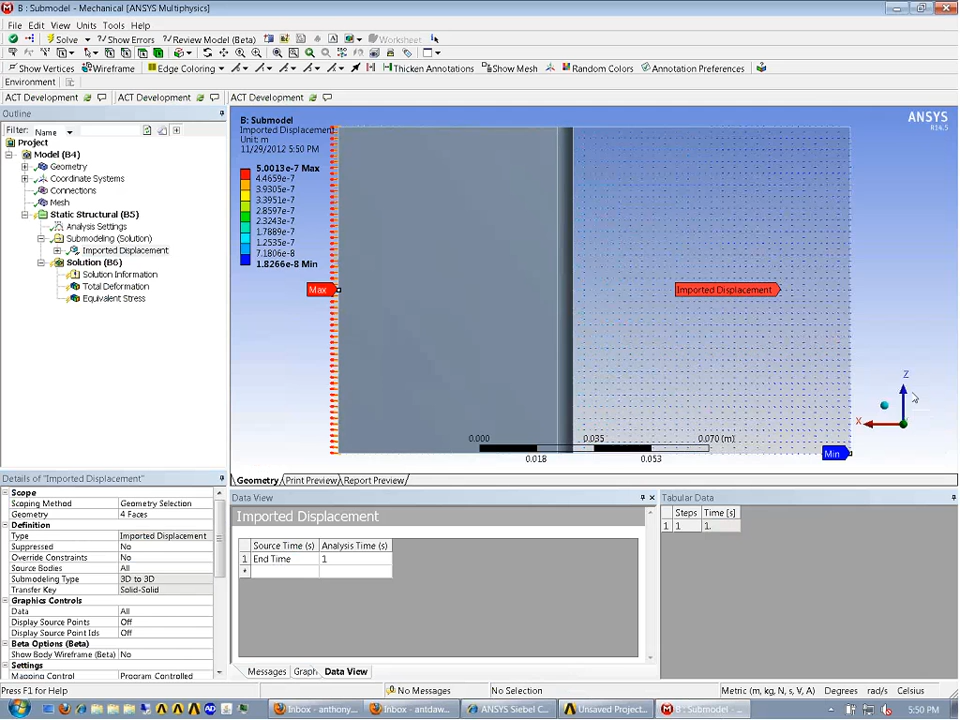 B : Submodel - Mechanical [ANSYS Multiphysics]
File Edit View Units Tools Help
Solve Show Errors Review Model (Beta) Worksheet
Show Vertices Wireframe Edge Coloring Thicken Annotations Show Mesh Random Colors Annotation Preferences
Environment
ACT Development ACT Development ACT Development
Outline
Filter: Name
Project
Model (B4)
Geometry
Coordinate Systems
Connections
Mesh
Static Structural (B5)
Analysis Settings
Submodeling (Solution)
Imported Displacement
Solution (B6)
Solution Information
Total Deformation
Equivalent Stress
B: Submodel
Imported Displacement
Unit: m
11/29/2012 5:50 PM
5.0013e-7 Max
4.4659e-7
3.9305e-7
3.3951e-7
2.8597e-7
2.3243e-7
1.7889e-7
1.2535e-7
7.1806e-8
1.8266e-8 Min
ANSYS
R14.5
Max
Imported Displacement
Min
Z
X
0.000 0.035 0.070 (m)
0.018 0.053
Geometry Print Preview Report Preview
Details of "Imported Displacement"
Scope
Scoping Method Geometry Selection
Geometry 4 Faces
Definition
Type Imported Displacement
Suppressed No
Override Constraints No
Source Bodies All
Submodeling Type 3D to 3D
Transfer Key Solid-Solid
Graphics Controls
Data All
Display Source Points Off
Display Source Point Ids Off
Beta Options (Beta)
Show Body Wireframe (Beta) No
Settings
Mapping Control Program Controlled
Data View
Imported Displacement
Source Time (s) Analysis Time (s)
1 End Time 1
*
Messages Graph Data View
Tabular Data
Steps Time [s]
1 1 1.
Press F1 for Help No Messages No Selection Metric (m, kg, N, s, V, A) Degrees rad/s Celsius
Inbox - anthony... Inbox - antdaw... ANSYS Siebel C... Unsaved Project... B : Submodel - ... 5:50 PM